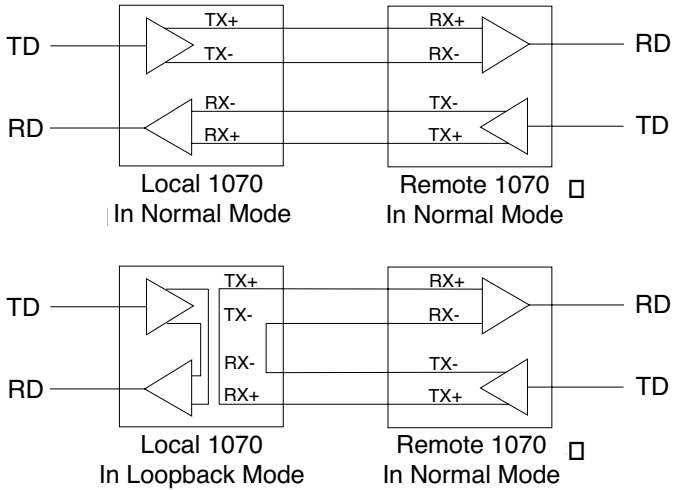 TX+ RX+
TD RD
TX- RX-
RX- TX-
RD TD
RX+ TX+
Local 1070 Remote 1070
In Normal Mode In Normal Mode
TX+ RX+
TD RD
TX- RX-
RX- TX-
RD TD
RX+ TX+
Local 1070 Remote 1070
In Loopback Mode In Normal Mode